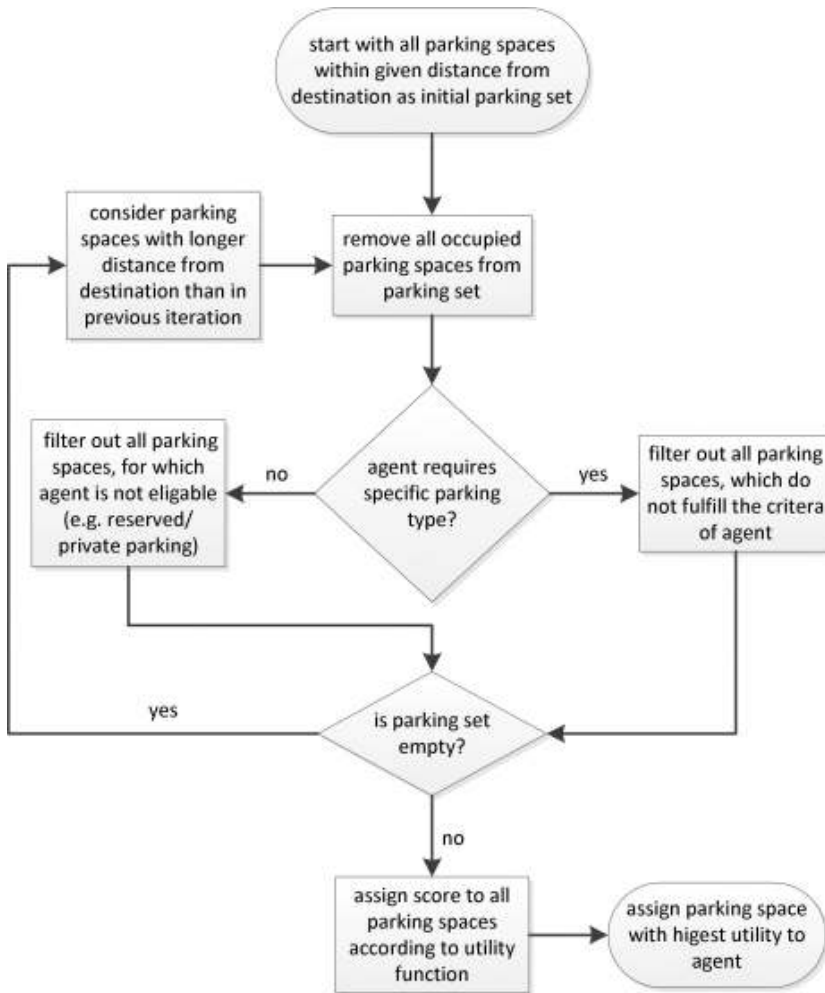 start with all parking spaces
within given distance from
destination as initial parking set
consider parking
spaces with longer
distance from
destination than in
previous iteration
remove all occupied
parking spaces from
parking set
filter out all parking
spaces, for which
agent is not eligable
(e.g. reserved/
private parking)
no
agent requires
specific parking
type?
yes
filter out all parking
spaces, which do
not fulfill the critera
of agent
yes
is parking set
empty?
no
assign score to all
parking spaces
according to utility
function
assign parking space
with higest utility to
agent